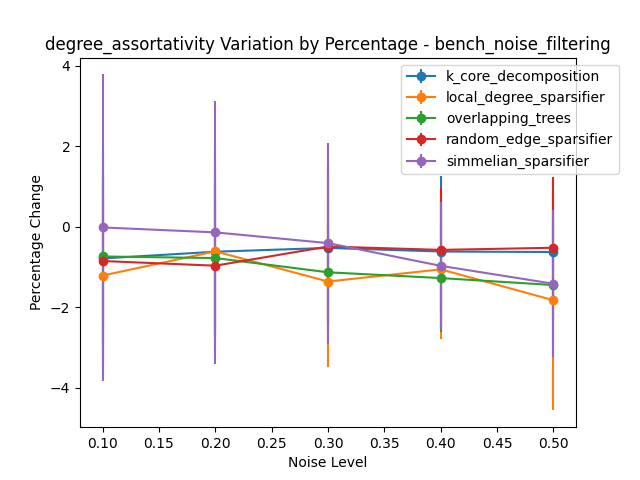 degree_assortativity Variation by Percentage - bench_noise_filtering
k_core_decomposition
local_degree_sparsifier
overlapping_trees
random_edge_sparsifier
simmelian_sparsifier
Percentage Change
4
2
0
−2
−4
0.10 0.15 0.20 0.25 0.30 0.35 0.40 0.45 0.50
Noise Level